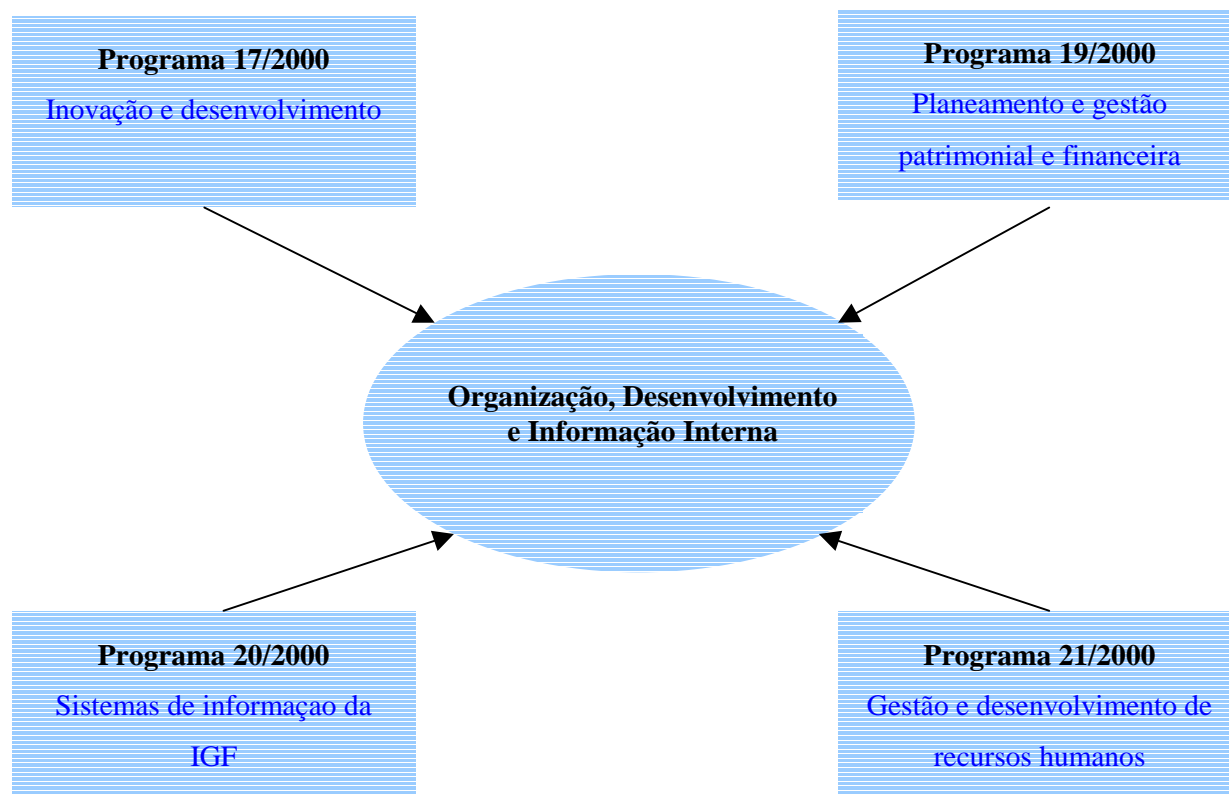 Programa 17/2000
Inovação e desenvolvimento
Programa 19/2000
Planeamento e gestão
patrimonial e financeira
Organização, Desenvolvimento
e Informação Interna
Programa 20/2000
Sistemas de informaçao da
IGF
Programa 21/2000
Gestão e desenvolvimento de
recursos humanos